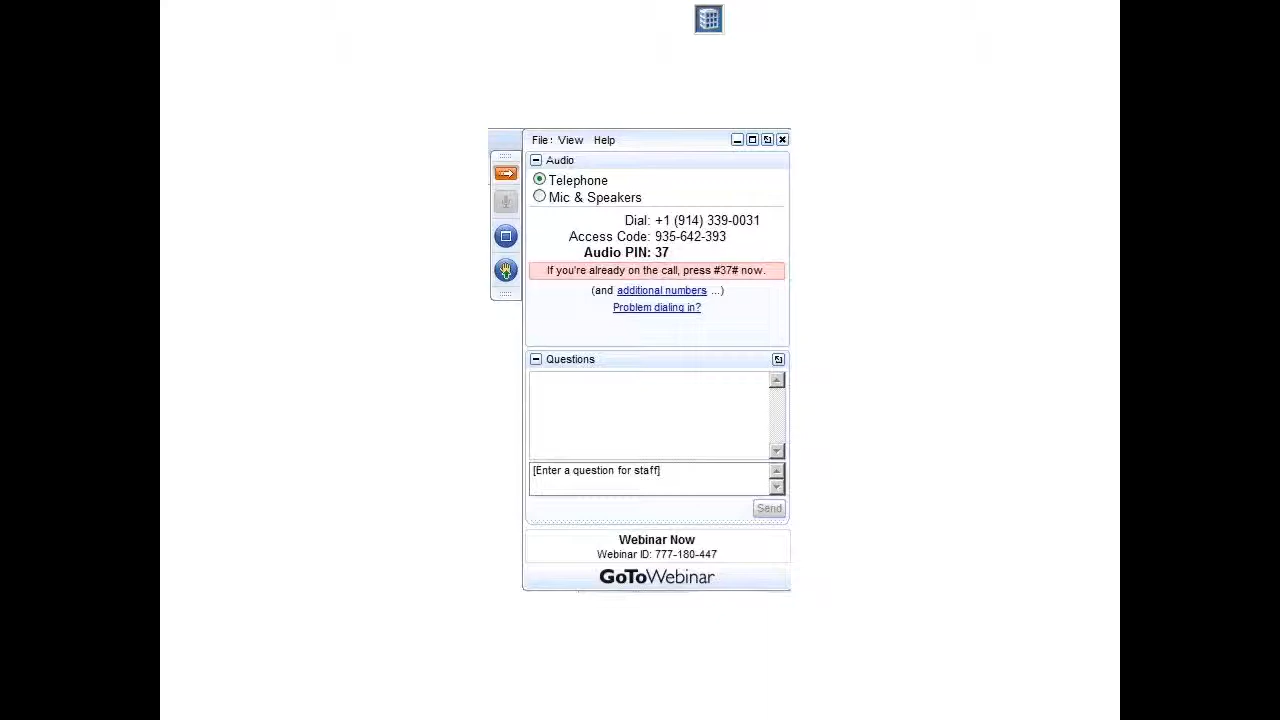 File View Help
Audio
Telephone
Mic & Speakers
Dial: +1 (914) 339-0031
Access Code: 935-642-393
Audio PIN: 37
If you're already on the call, press #37# now.
(and additional numbers ...)
Problem dialing in?
Questions
[Enter a question for staff]
Send
Webinar Now
Webinar ID: 777-180-447
GoToWebinar